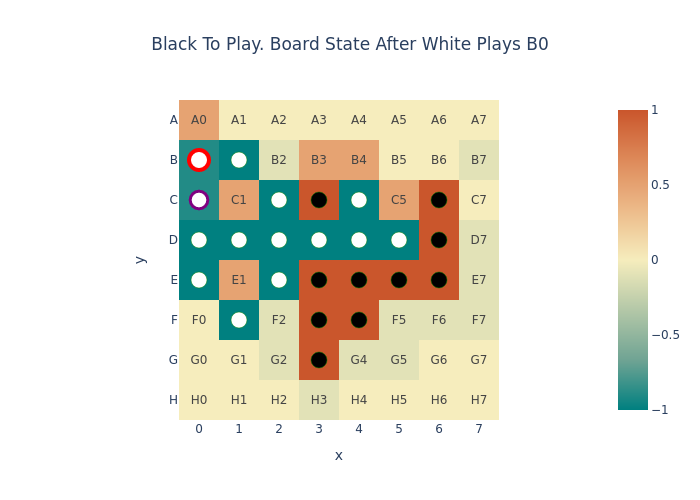 Black To Play. Board State After White Plays B0
A A0 A1 A2 A3 A4 A5 A6 A7
B B2 B3 B4 B5 B6 B7
C C1 C5 C7
D D7
E E1 E7
F F0 F2 F5 F6 F7
G G0 G1 G2 G4 G5 G6 G7
H H0 H1 H2 H3 H4 H5 H6 H7
0 1 2 3 4 5 6 7
x
y
1
0.5
0
−0.5
−1